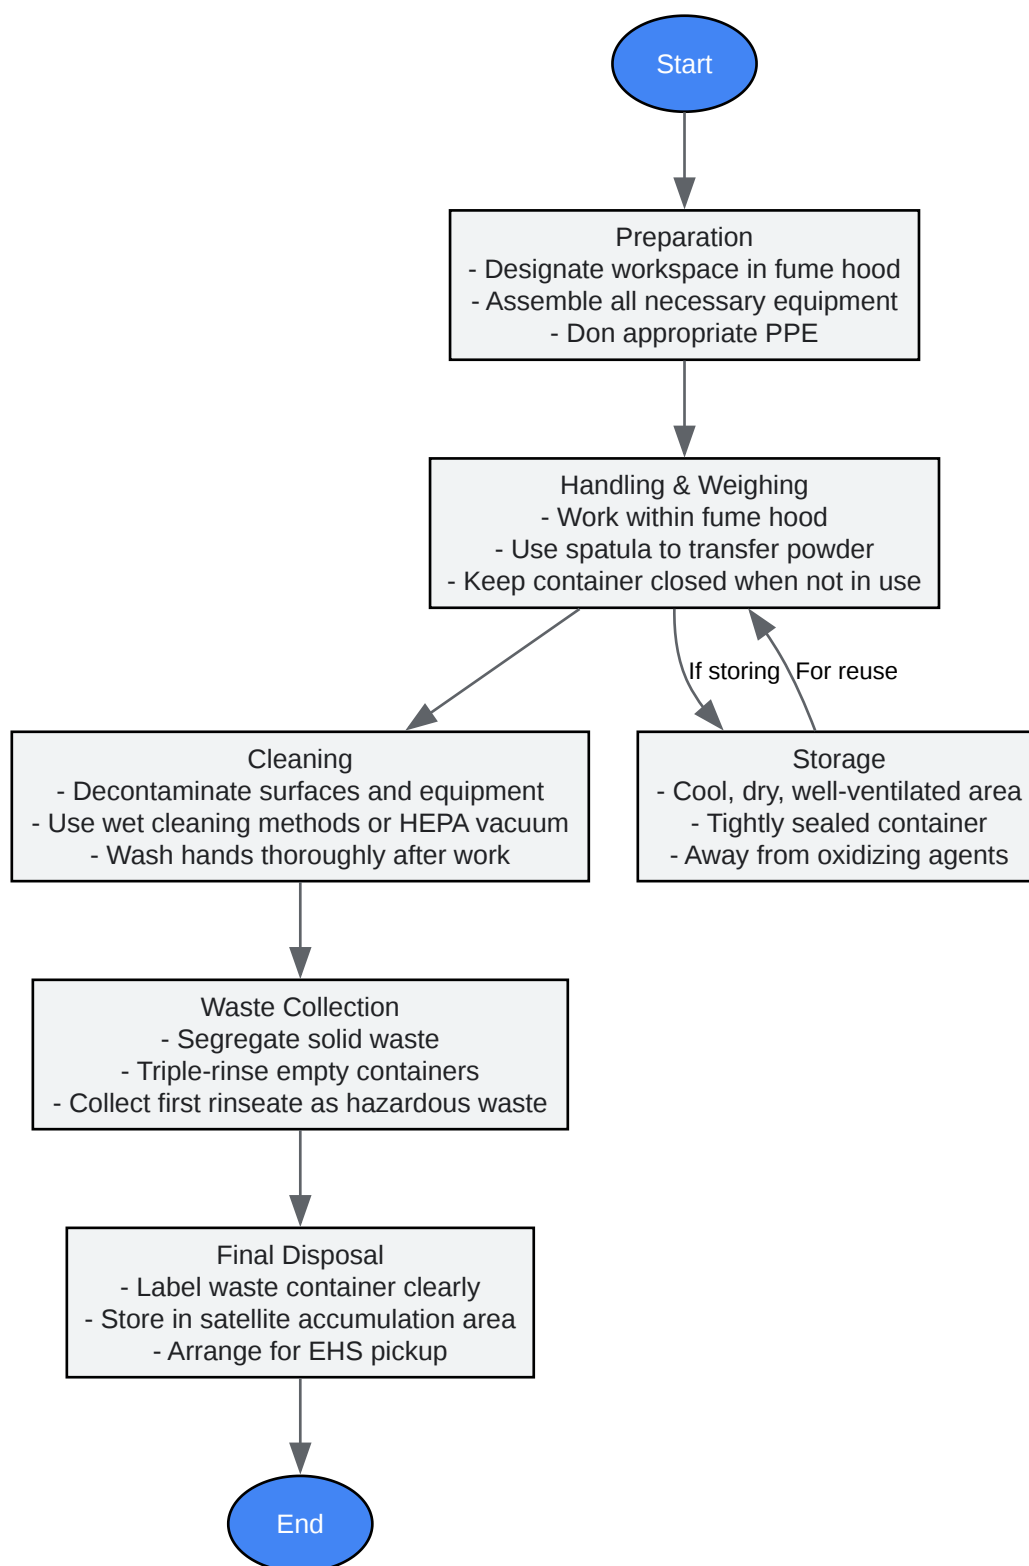 Start
Preparation
- Designate workspace in fume hood
- Assemble all necessary equipment
- Don appropriate PPE
Handling & Weighing
- Work within fume hood
- Use spatula to transfer powder
- Keep container closed when not in use
If storing
For reuse
Cleaning
- Decontaminate surfaces and equipment
- Use wet cleaning methods or HEPA vacuum
- Wash hands thoroughly after work
Storage
- Cool, dry, well-ventilated area
- Tightly sealed container
- Away from oxidizing agents
Waste Collection
- Segregate solid waste
- Triple-rinse empty containers
- Collect first rinseate as hazardous waste
Final Disposal
- Label waste container clearly
- Store in satellite accumulation area
- Arrange for EHS pickup
End